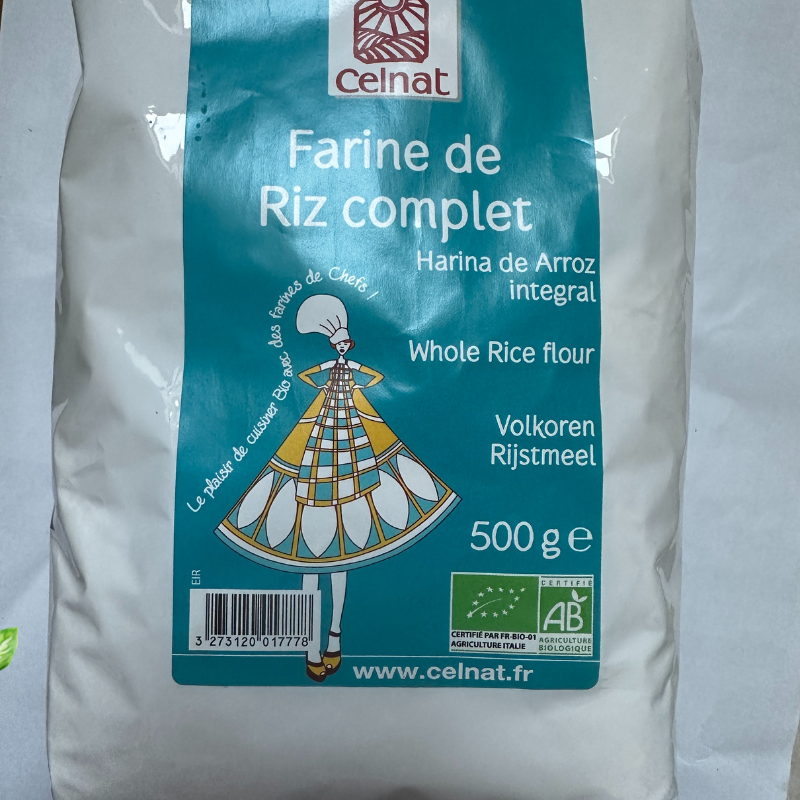 Celnat
Farine de
Riz complet
Harina de Arroz
integral
Le plaisir de cuisiner Bio avec des farines de Chefs !
Whole Rice flour
Volkoren
Rijstmeel
500 g e
EIR
3 273120 017778
CERTIFIÉ
AB
CERTIFIÉ PAR FR-BIO-01
AGRICULTURE ITALIE
AGRICULTURE
BIOLOGIQUE
www.celnat.fr